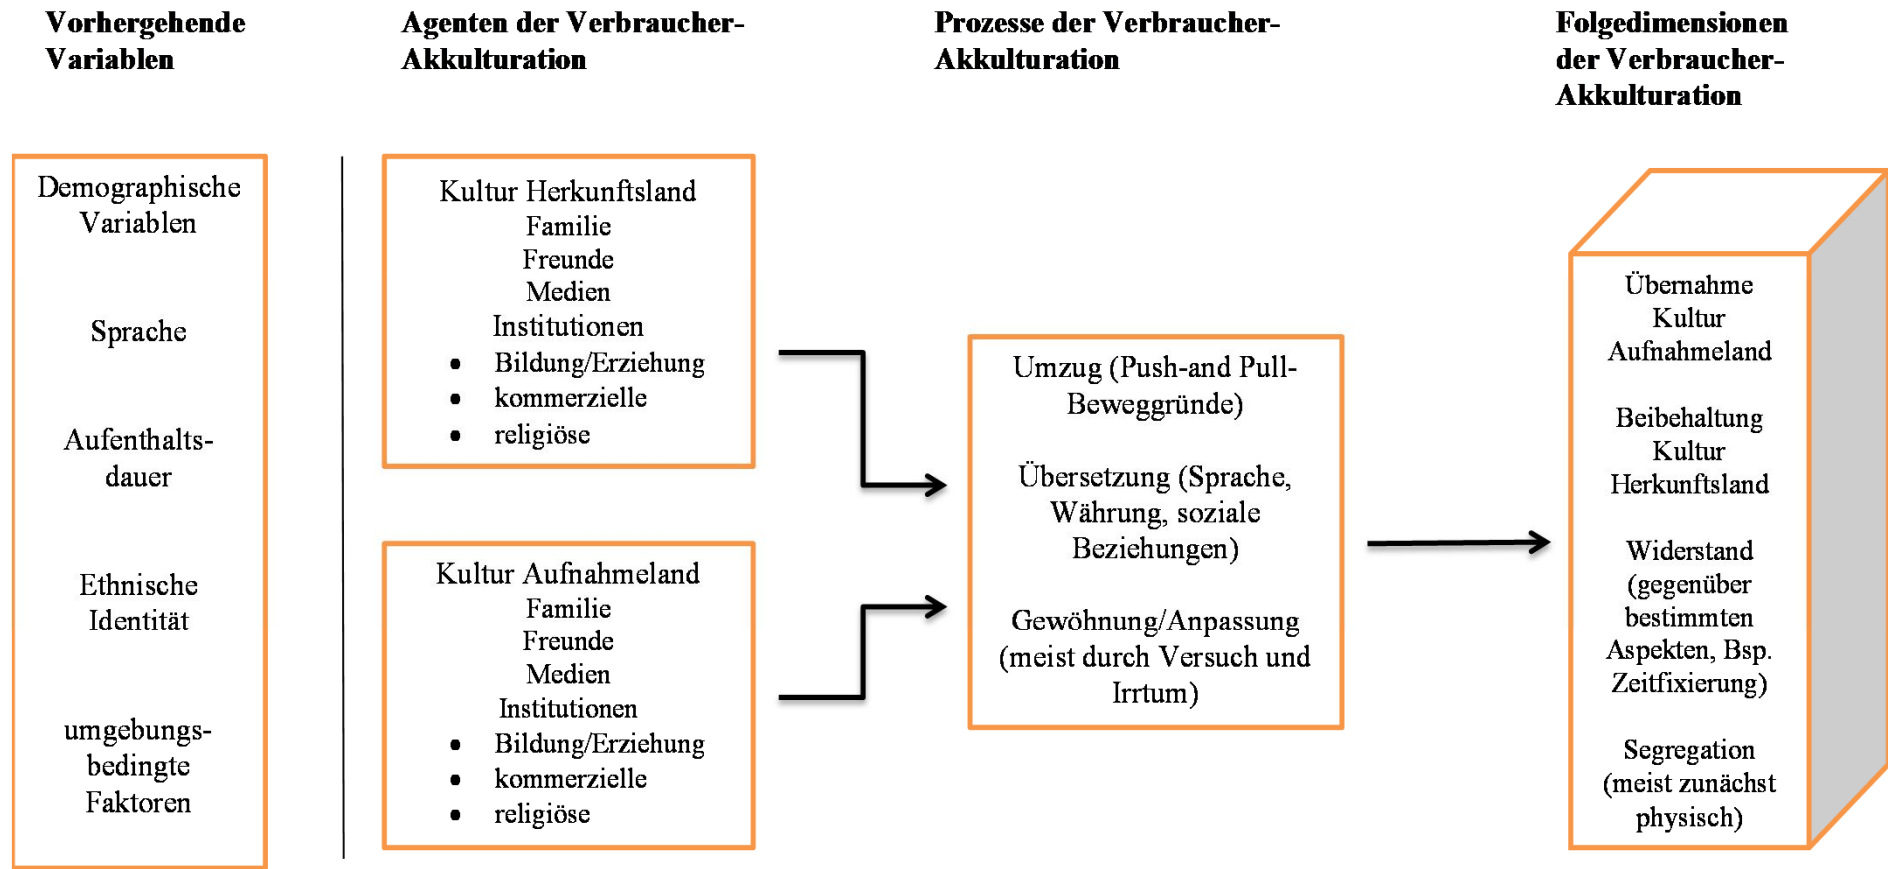 Vorhergehende
Variablen
Agenten der Verbraucher-
Akkulturation
Prozesse der Verbraucher-
Akkulturation
Folgedimensionen
der Verbraucher-
Akkulturation
Demographische
Variablen
Sprache
Aufenthalts-
dauer
Ethnische
Identität
umgebungs-
bedingte
Faktoren
Kultur Herkunftsland
Familie
Freunde
Medien
Institutionen
• Bildung/Erziehung
• kommerzielle
• religiöse
Kultur Aufnahmeland
Familie
Freunde
Medien
Institutionen
• Bildung/Erziehung
• kommerzielle
• religiöse
Umzug (Push-and Pull-
Beweggründe)
Übersetzung (Sprache,
Währung, soziale
Beziehungen)
Gewöhnung/Anpassung
(meist durch Versuch und
Irrtum)
Übernahme
Kultur
Aufnahmeland
Beibehaltung
Kultur
Herkunftsland
Widerstand
(gegenüber
bestimmten
Aspekten, Bsp.
Zeitfixierung)
Segregation
(meist zunächst
physisch)